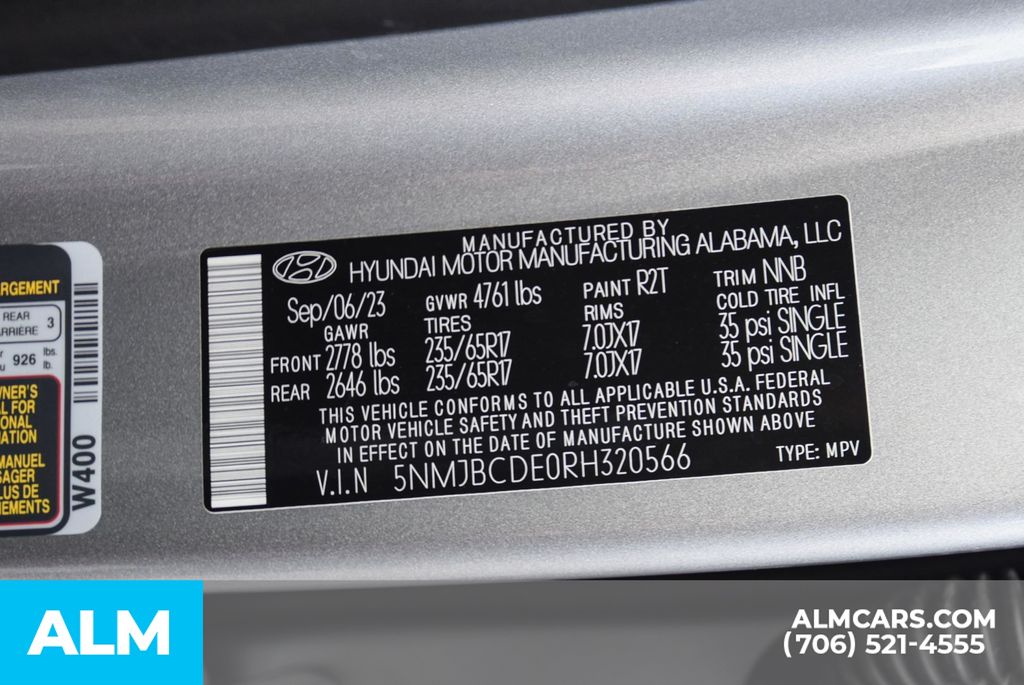 MANUFACTURED BY
HYUNDAI MOTOR MANUFACTURING ALABAMA, LLC
Sep/06/23 GVWR 4761 lbs PAINT R2T TRIM NNB
GAWR TIRES RIMS COLD TIRE INFL
FRONT 2778 lbs 235/65R17 7.0JX17 35 psi SINGLE
REAR 2646 lbs 235/65R17 7.0JX17 35 psi SINGLE
THIS VEHICLE CONFORMS TO ALL APPLICABLE U.S.A. FEDERAL
MOTOR VEHICLE SAFETY AND THEFT PREVENTION STANDARDS
IN EFFECT ON THE DATE OF MANUFACTURE SHOWN ABOVE
V.I.N 5NMJBCDE0RH320566 TYPE: MPV
REAR 3
926 lbs.
lb.
W400
ALM
ALMCARS.COM
(706) 521-4555